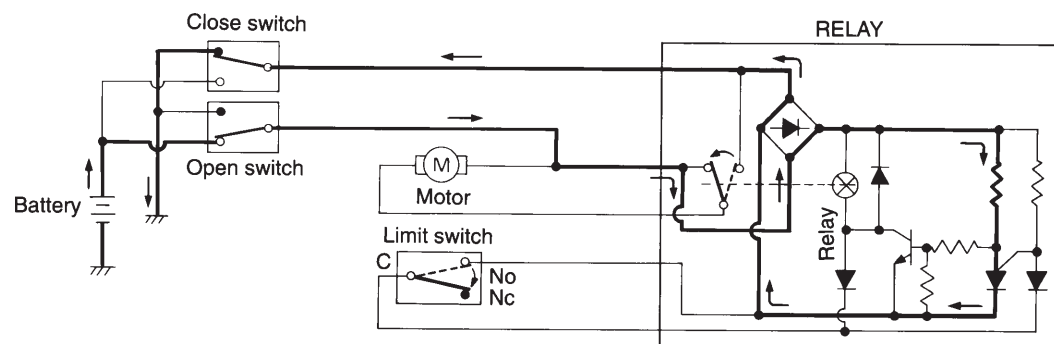 Close switch
RELAY
Open switch
M
Motor
Battery
Relay
Limit switch
C
No
Nc